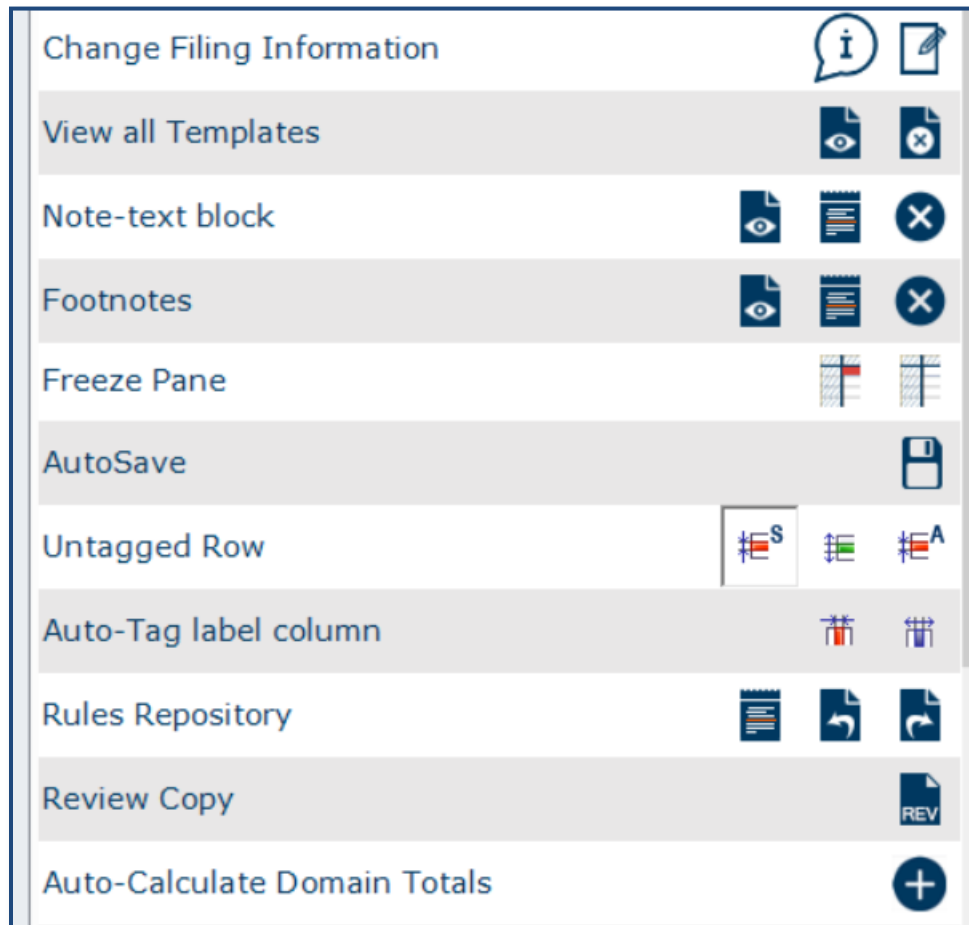 Change Filing Information i
View all Templates
Note-text block
Footnotes
Freeze Pane
AutoSave
Untagged Row S A
Auto-Tag label column
Rules Repository
Review Copy REV
Auto-Calculate Domain Totals